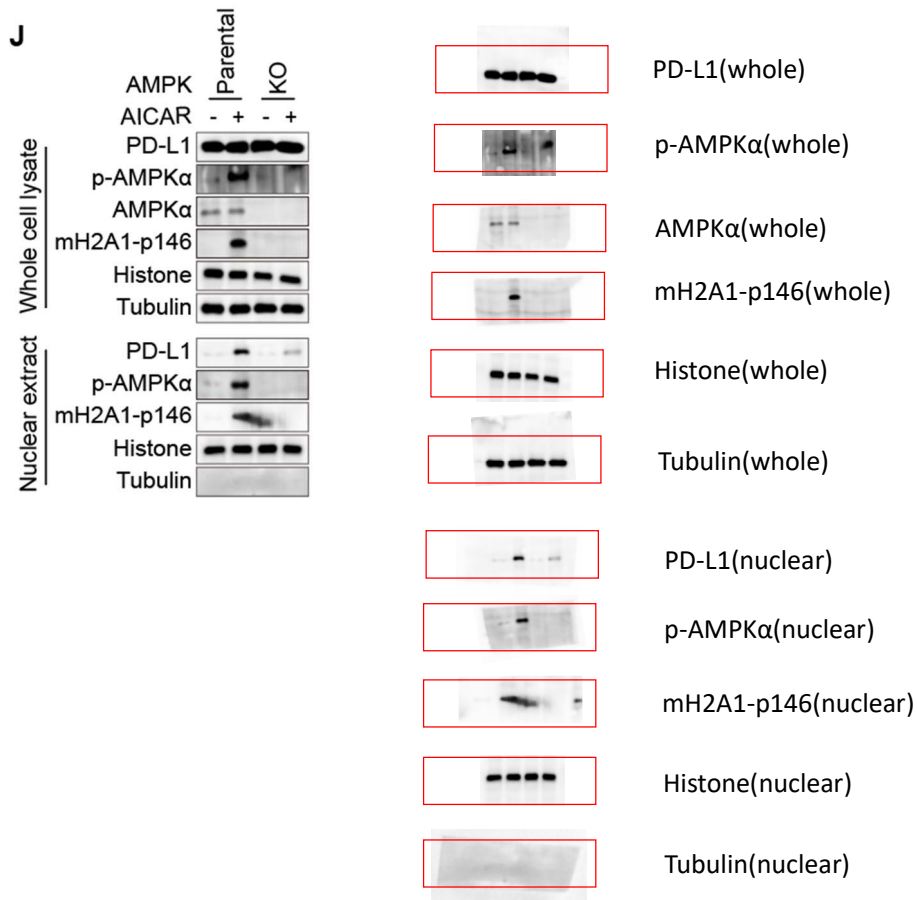 J
Parental
KO
AMPK
AICAR - + - +
Whole cell lysate
PD-L1
p-AMPKα
AMPKα
mH2A1-p146
Histone
Tubulin
Nuclear extract
PD-L1
p-AMPKα
mH2A1-p146
Histone
Tubulin
PD-L1(whole)
p-AMPKα(whole)
AMPKα(whole)
mH2A1-p146(whole)
Histone(whole)
Tubulin(whole)
PD-L1(nuclear)
p-AMPKα(nuclear)
mH2A1-p146(nuclear)
Histone(nuclear)
Tubulin(nuclear)